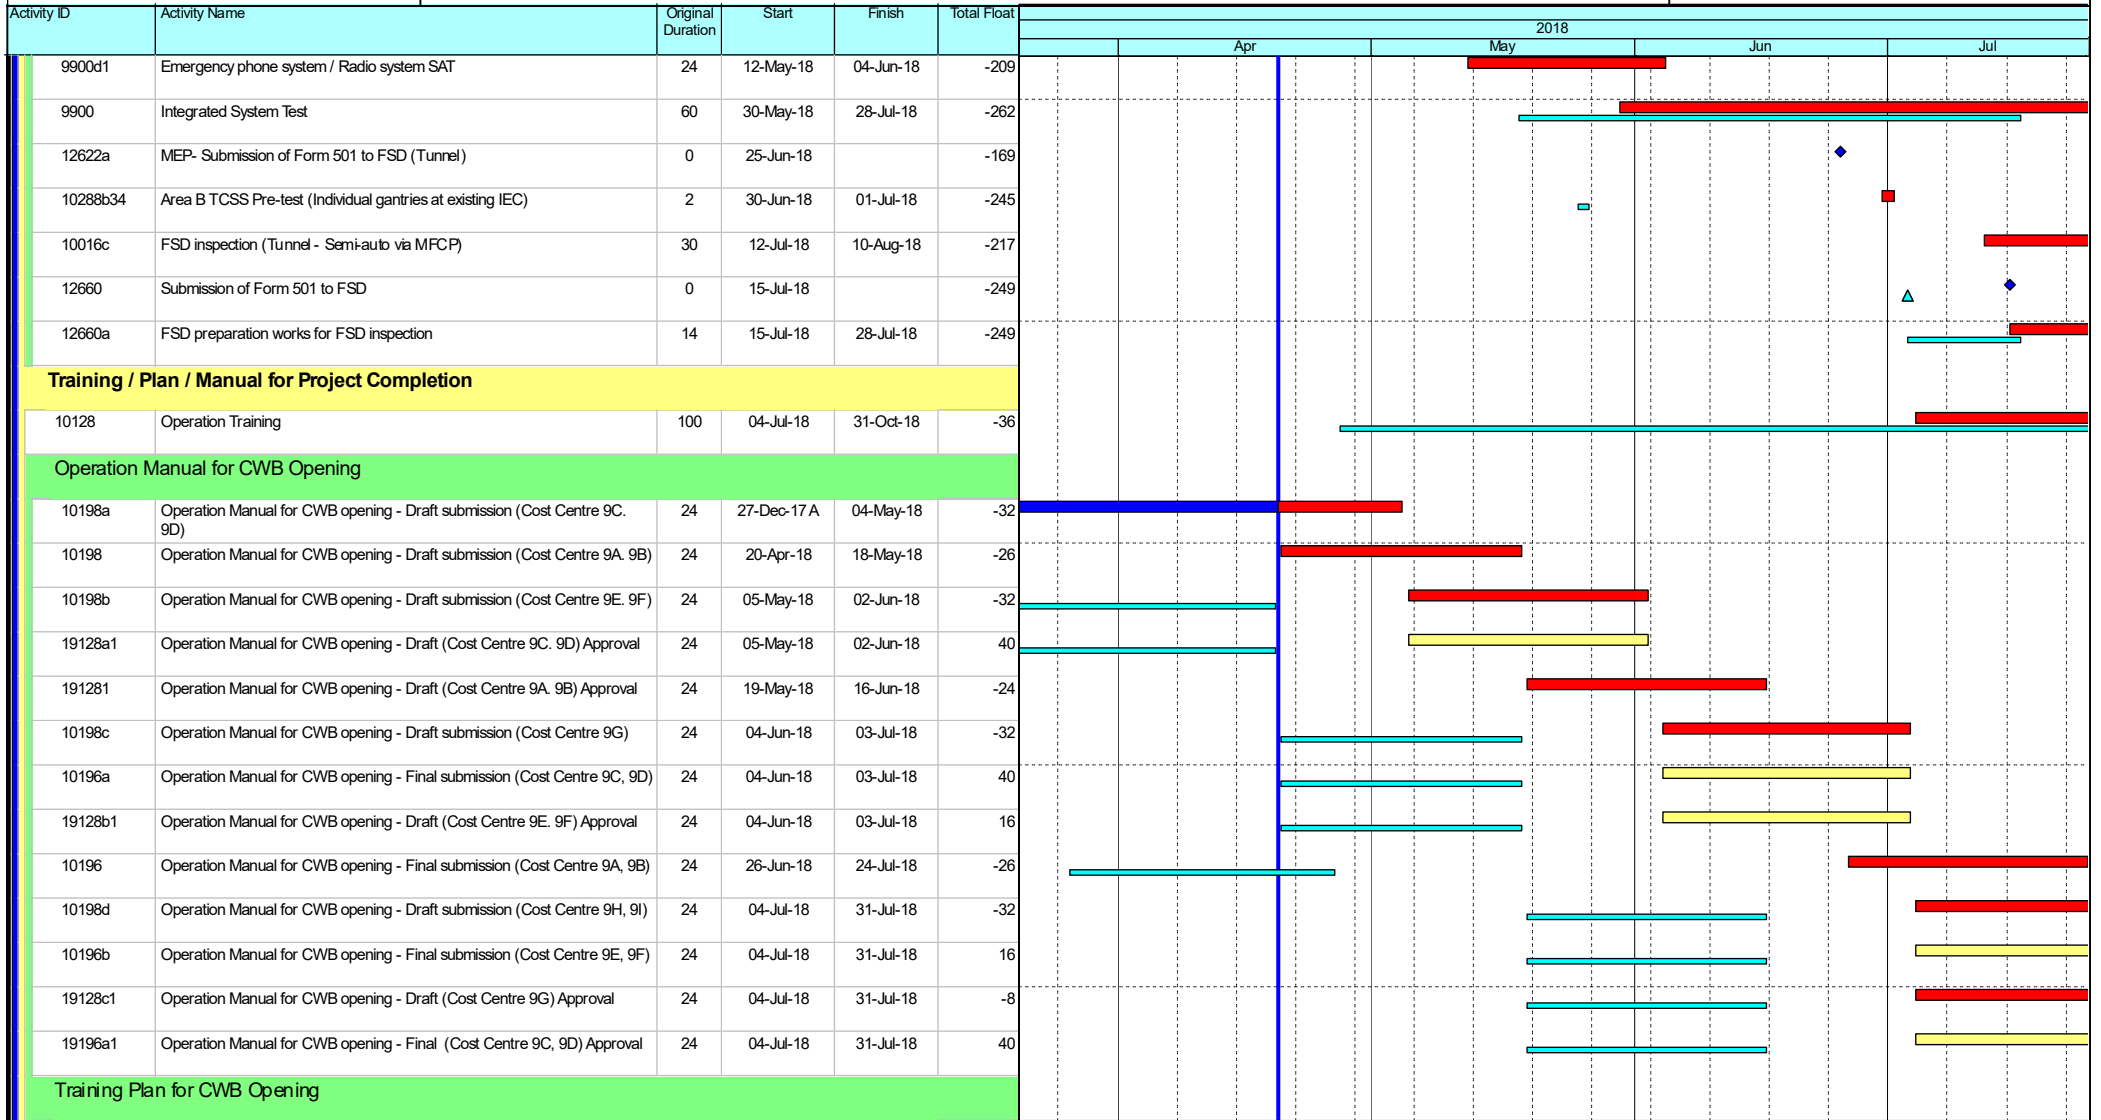 Activity ID Activity Name Original Duration Start Finish Total Float
2018
Apr May Jun Jul
9900d1 Emergency phone system / Radio system SAT 24 12-May-18 04-Jun-18 -209
9900 Integrated System Test 60 30-May-18 28-Jul-18 -262
12622a MEP- Submission of Form 501 to FSD (Tunnel) 0 25-Jun-18 -169
10288b34 Area B TCSS Pre-test (Individual gantries at existing IEC) 2 30-Jun-18 01-Jul-18 -245
10016c FSD inspection (Tunnel - Semi-auto via MFCP) 30 12-Jul-18 10-Aug-18 -217
12660 Submission of Form 501 to FSD 0 15-Jul-18 -249
12660a FSD preparation works for FSD inspection 14 15-Jul-18 28-Jul-18 -249
Training / Plan / Manual for Project Completion
10128 Operation Training 100 04-Jul-18 31-Oct-18 -36
Operation Manual for CWB Opening
10198a Operation Manual for CWB opening - Draft submission (Cost Centre 9C. 24 27-Dec-17 A 04-May-18 -32
9D)
10198 Operation Manual for CWB opening - Draft submission (Cost Centre 9A. 9B) 24 20-Apr-18 18-May-18 -26
10198b Operation Manual for CWB opening - Draft submission (Cost Centre 9E. 9F) 24 05-May-18 02-Jun-18 -32
19128a1 Operation Manual for CWB opening - Draft (Cost Centre 9C. 9D) Approval 24 05-May-18 02-Jun-18 40
191281 Operation Manual for CWB opening - Draft (Cost Centre 9A. 9B) Approval 24 19-May-18 16-Jun-18 -24
10198c Operation Manual for CWB opening - Draft submission (Cost Centre 9G) 24 04-Jun-18 03-Jul-18 -32
10196a Operation Manual for CWB opening - Final submission (Cost Centre 9C, 9D) 24 04-Jun-18 03-Jul-18 40
19128b1 Operation Manual for CWB opening - Draft (Cost Centre 9E. 9F) Approval 24 04-Jun-18 03-Jul-18 16
10196 Operation Manual for CWB opening - Final submission (Cost Centre 9A, 9B) 24 26-Jun-18 24-Jul-18 -26
10198d Operation Manual for CWB opening - Draft submission (Cost Centre 9H, 9I) 24 04-Jul-18 31-Jul-18 -32
10196b Operation Manual for CWB opening - Final submission (Cost Centre 9E, 9F) 24 04-Jul-18 31-Jul-18 16
19128c1 Operation Manual for CWB opening - Draft (Cost Centre 9G) Approval 24 04-Jul-18 31-Jul-18 -8
19196a1 Operation Manual for CWB opening - Final (Cost Centre 9C, 9D) Approval 24 04-Jul-18 31-Jul-18 40
Training Plan for CWB Opening